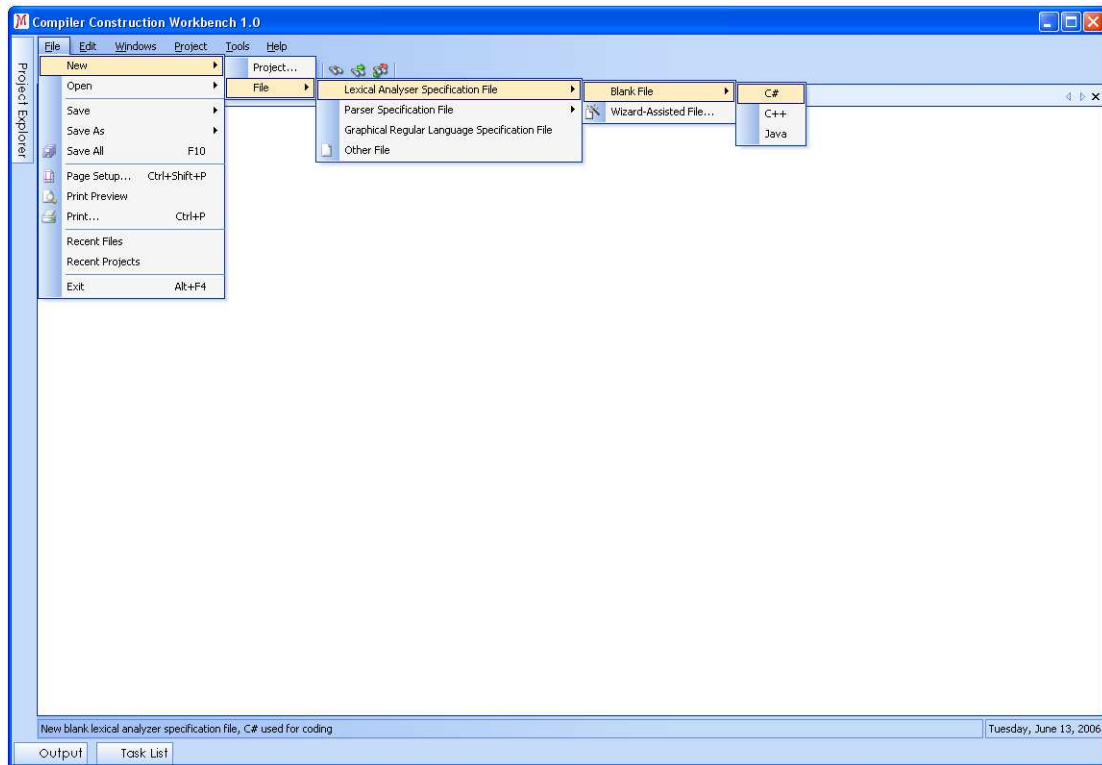 Compiler Construction Workbench 1.0
File Edit Windows Project Tools Help
Project Explorer
New
Open
Save
Save As
Save All F10
Page Setup... Ctrl+Shift+P
Print Preview
Print... Ctrl+P
Recent Files
Recent Projects
Exit Alt+F4
Project...
File
Lexical Analyser Specification File
Parser Specification File
Graphical Regular Language Specification File
Other File
Blank File
Wizard-Assisted File...
C#
C++
Java
New blank lexical analyzer specification file, C# used for coding
Tuesday, June 13, 2006
Output Task List